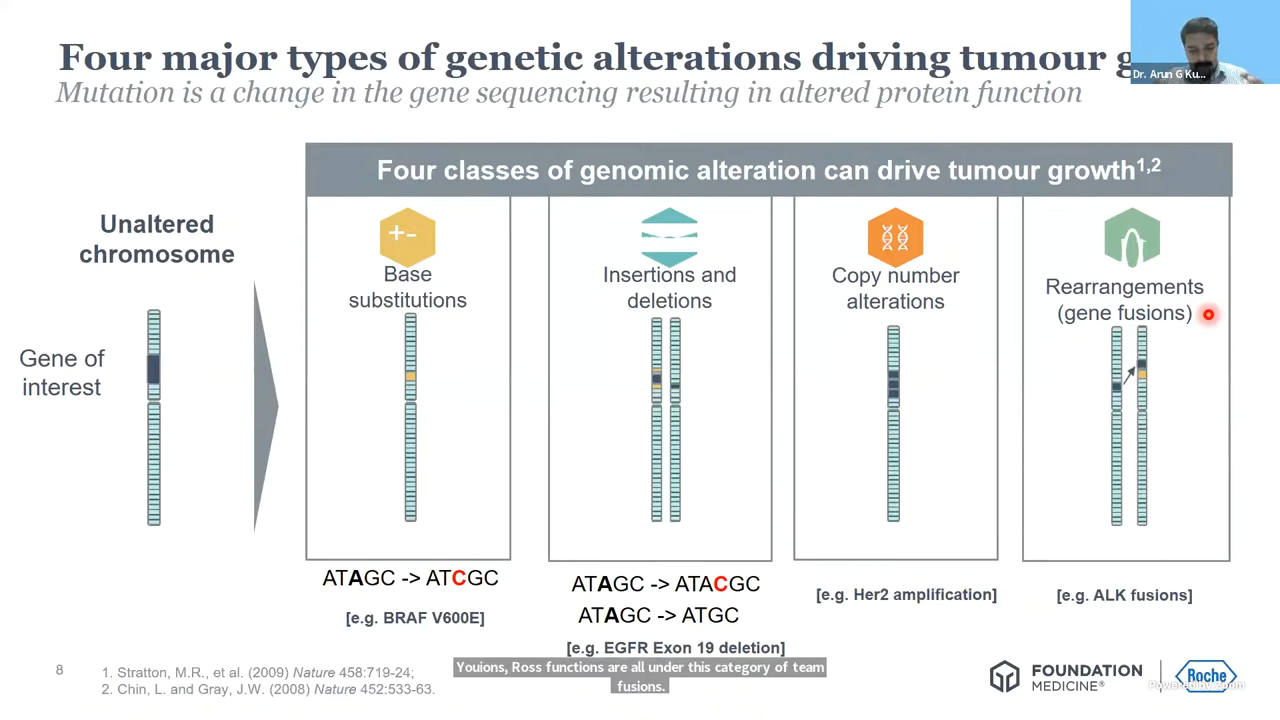 Four major types of genetic alterations driving tumour g
Dr. Arun G Ku...
Mutation is a change in the gene sequencing resulting in altered protein function
Four classes of genomic alteration can drive tumour growth1,2
Unaltered
chromosome
Gene of
interest
+-
Base
substitutions
ATAGC -> ATCGC
[e.g. BRAF V600E]
Insertions and
deletions
ATAGC -> ATACGC
ATAGC -> ATGC
[e.g. EGFR Exon 19 deletion]
Copy number
alterations
[e.g. Her2 amplification]
Rearrangements
(gene fusions)
[e.g. ALK fusions]
Youions, Ross functions are all under this category of team
fusions.
8
1. Stratton, M.R., et al. (2009) Nature 458:719-24;
2. Chin, L. and Gray, J.W. (2008) Nature 452:533-63.
FOUNDATION
MEDICINE®
Roche
Powered by Zoom